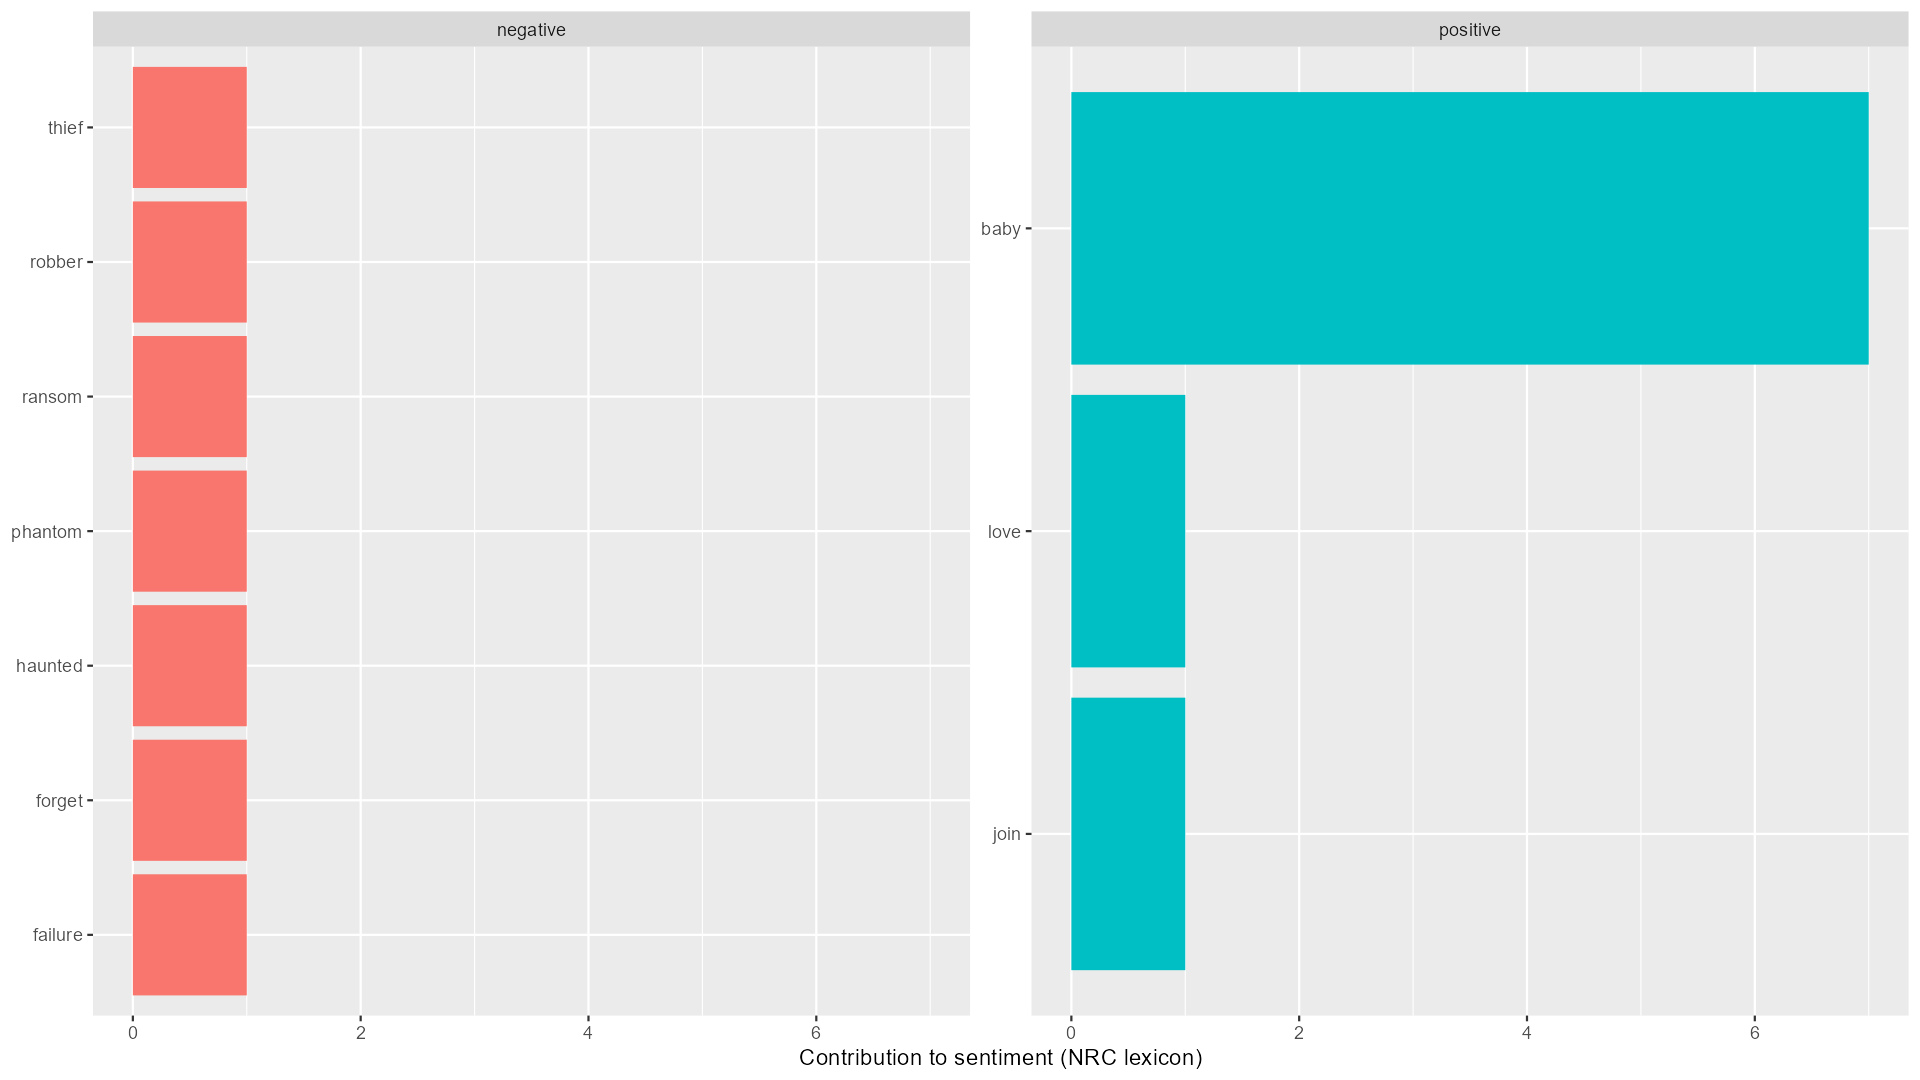 negative
thief
robber
ransom
phantom
haunted
forget
failure
0 2 4 6
positive
baby
love
join
0 2 4 6
Contribution to sentiment (NRC lexicon)